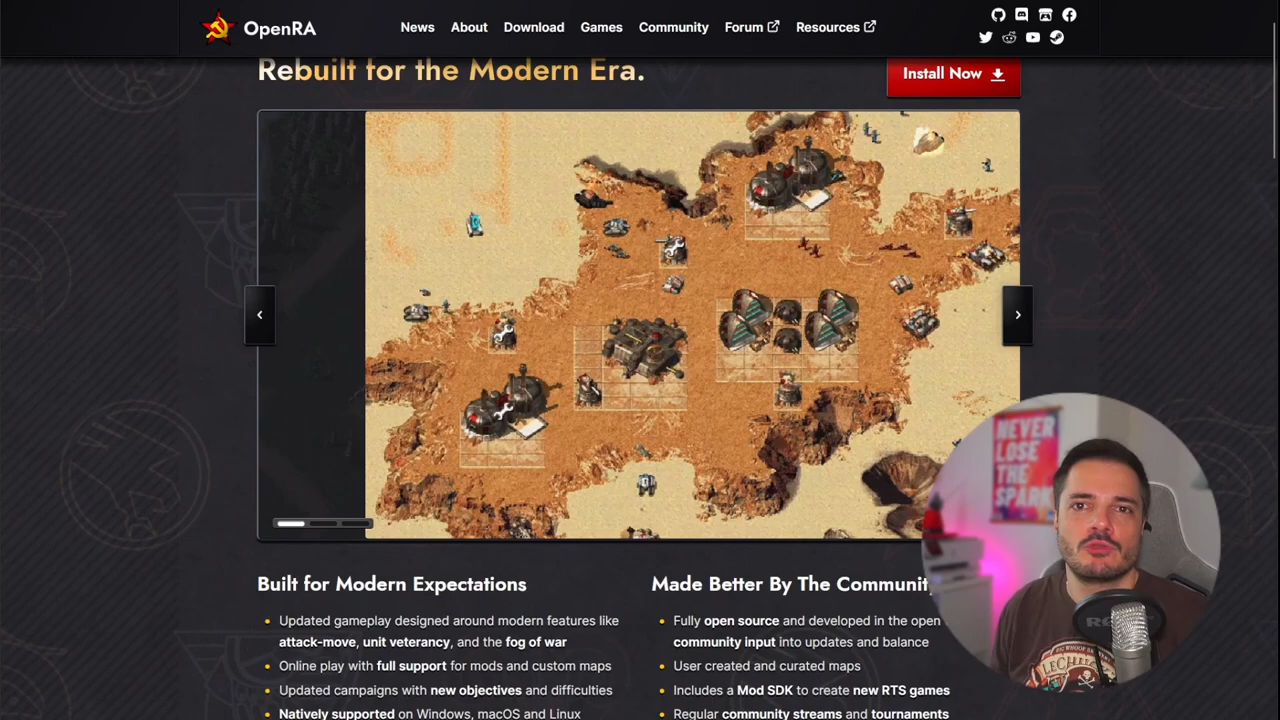 OpenRA
News About Download Games Community Forum Resources
Rebuilt for the Modern Era.
Install Now
NEVER
LOSE
THE
SPARK
Built for Modern Expectations
Updated gameplay designed around modern features like
attack-move, unit veterancy, and the fog of war
Online play with full support for mods and custom maps
Updated campaigns with new objectives and difficulties
Natively supported on Windows, macOS and Linux
Made Better By The Community
Fully open source and developed in the open
community input into updates and balance
User created and curated maps
Includes a Mod SDK to create new RTS games
Regular community streams and tournaments